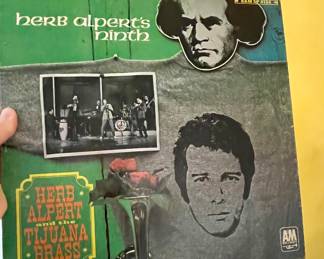 herb alpert's
ninth
HERB
ALPERT
and the
TIJUANA
BRASS
A&M